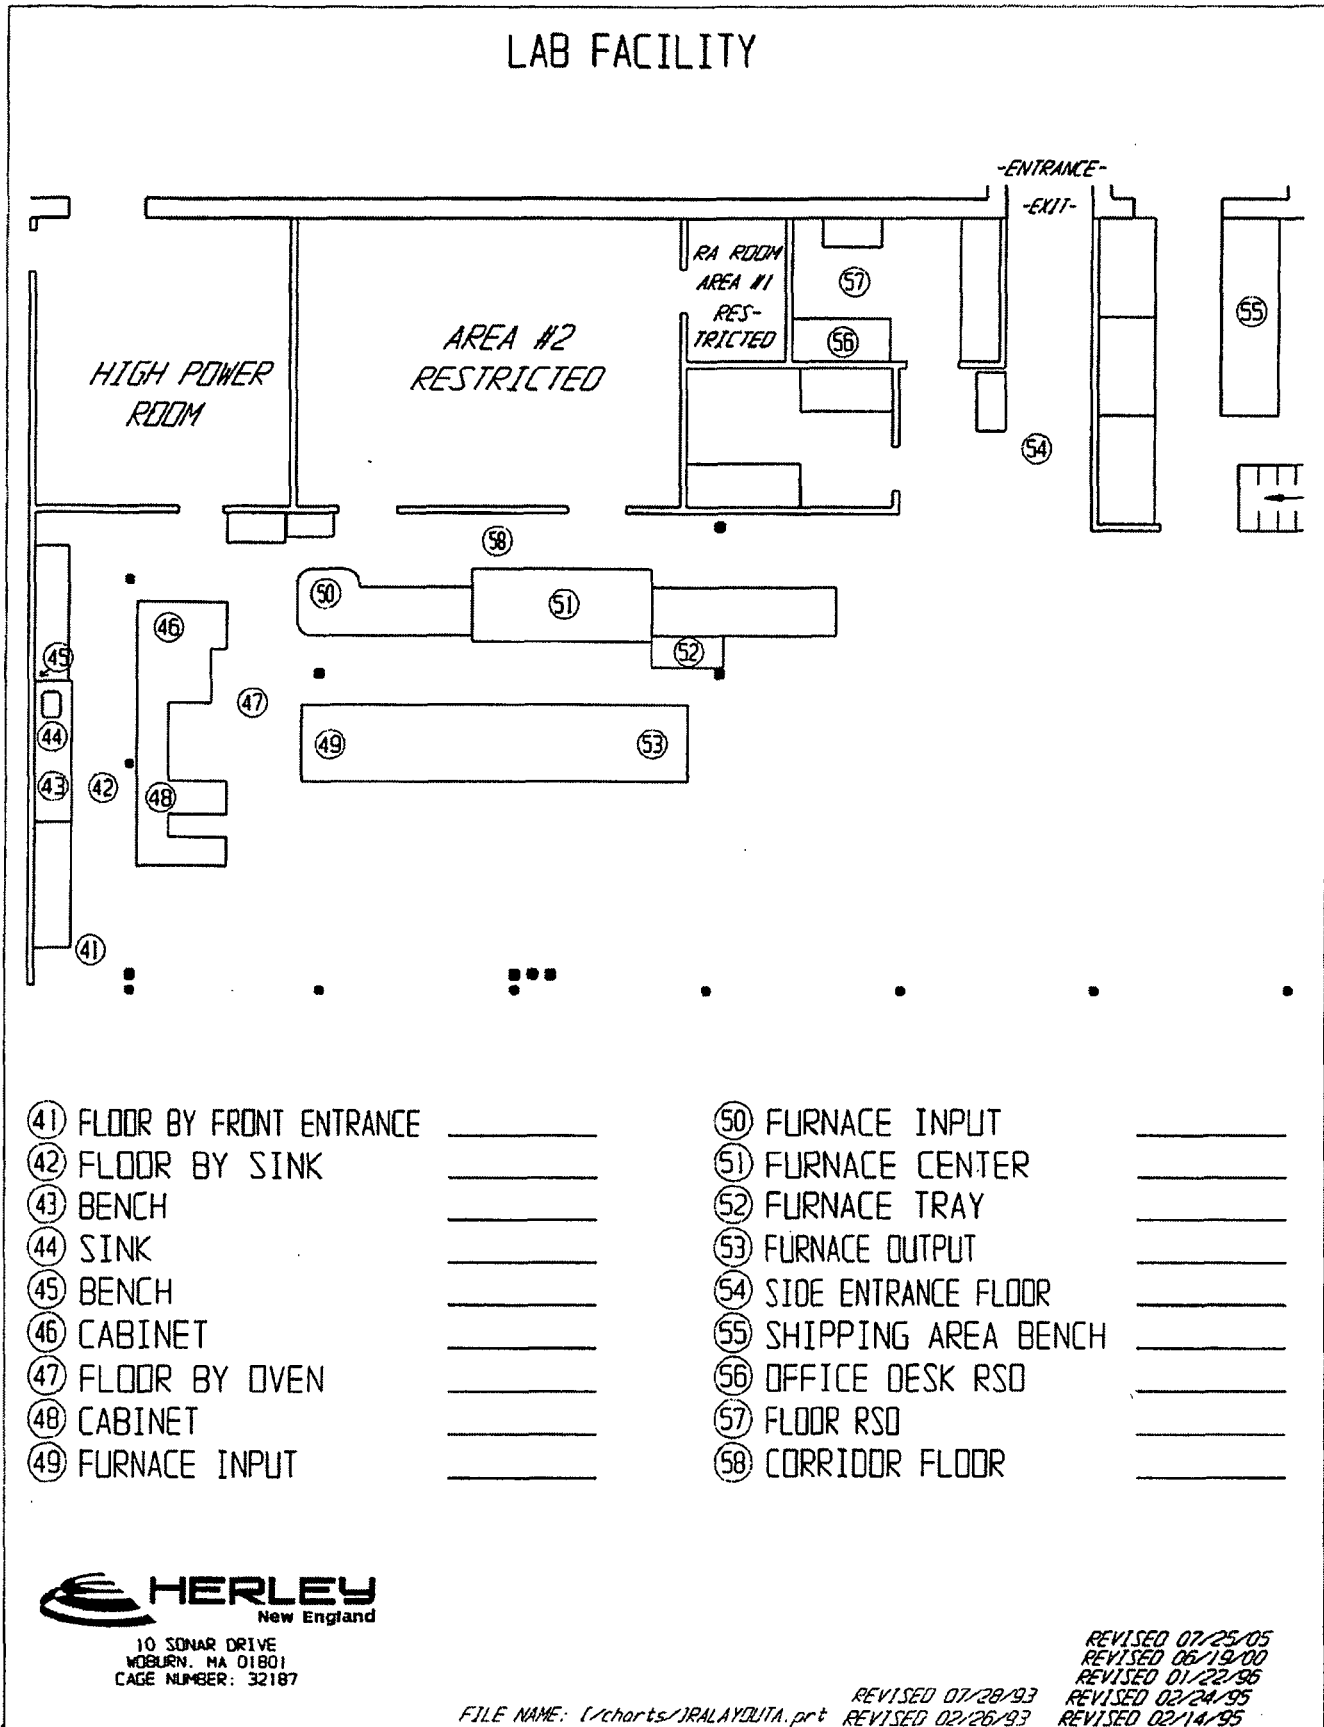 LAB FACILITY
-ENTRANCE-
-EXIT-
RA ROOM
AREA #1
RES-
TRICTED
57
56
55
54
AREA #2
RESTRICTED
HIGH POWER
ROOM
58
50
51
52
46
45
47
44
49
53
43
42
48
41
41 FLOOR BY FRONT ENTRANCE
42 FLOOR BY SINK
43 BENCH
44 SINK
45 BENCH
46 CABINET
47 FLOOR BY OVEN
48 CABINET
49 FURNACE INPUT
50 FURNACE INPUT
51 FURNACE CENTER
52 FURNACE TRAY
53 FURNACE OUTPUT
54 SIDE ENTRANCE FLOOR
55 SHIPPING AREA BENCH
56 OFFICE DESK RSO
57 FLOOR RSO
58 CORRIDOR FLOOR
HERLEY
New England
10 SONAR DRIVE
WOBURN, MA 01801
CAGE NUMBER: 32187
REVISED 07/25/05
REVISED 06/19/00
REVISED 01/22/96
REVISED 07/28/93 REVISED 02/24/95
FILE NAME: [/charts/JRALAYOUTA.prt REVISED 02/26/93 REVISED 02/14/95